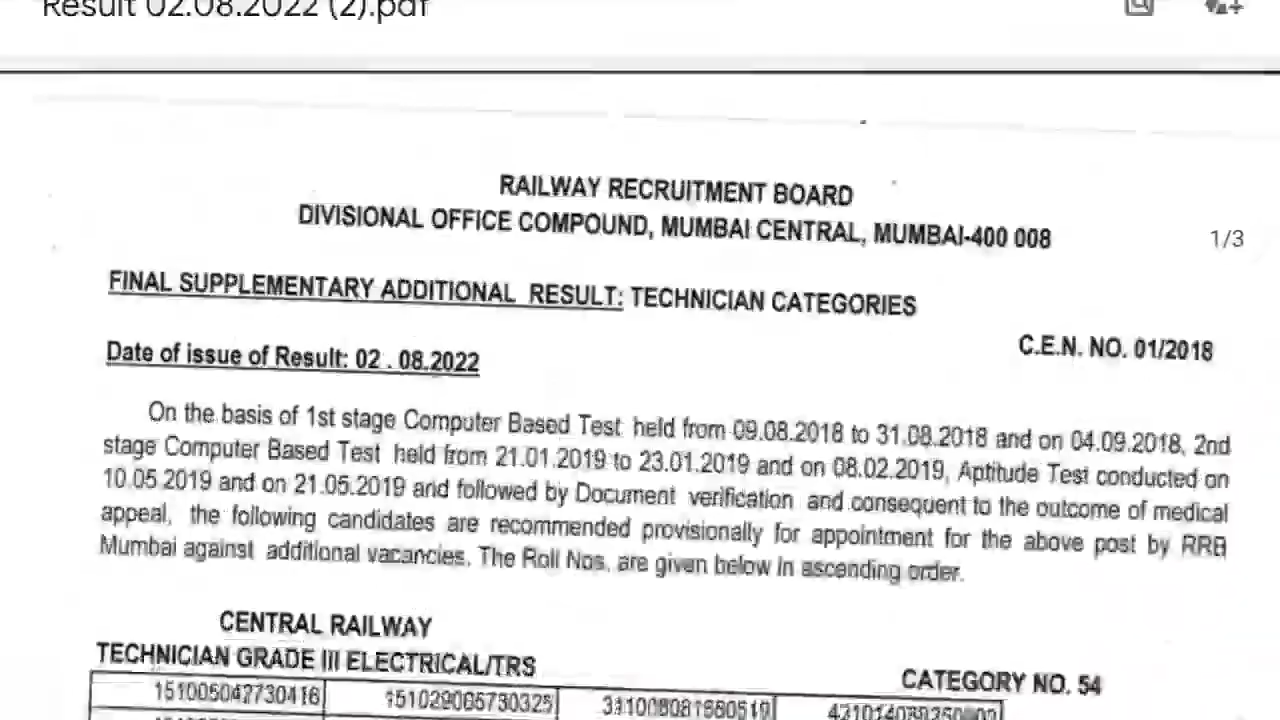 Result 02.08.2022 (2).pdf
RAILWAY RECRUITMENT BOARD
DIVISIONAL OFFICE COMPOUND, MUMBAI CENTRAL, MUMBAI-400 008
1/3
FINAL SUPPLEMENTARY ADDITIONAL RESULT: TECHNICIAN CATEGORIES
C.E.N. NO. 01/2018
Date of issue of Result: 02 . 08.2022
On the basis of 1st stage Computer Based Test held from 09.08.2018 to 31.08.2018 and on 04.09.2018, 2nd
stage Computer Based Test held from 21.01.2019 to 23.01.2019 and on 08.02.2019, Aptitude Test conducted on
10.05.2019 and on 21.05.2019 and followed by Document verification and consequent to the outcome of medical
appeal, the following candidates are recommended provisionally for appointment for the above post by RRB
Mumbai against additional vacancies. The Roll Nos. are given below in ascending order.
CENTRAL RAILWAY
TECHNICIAN GRADE III ELECTRICAL/TRS
CATEGORY NO. 54
151005042730416